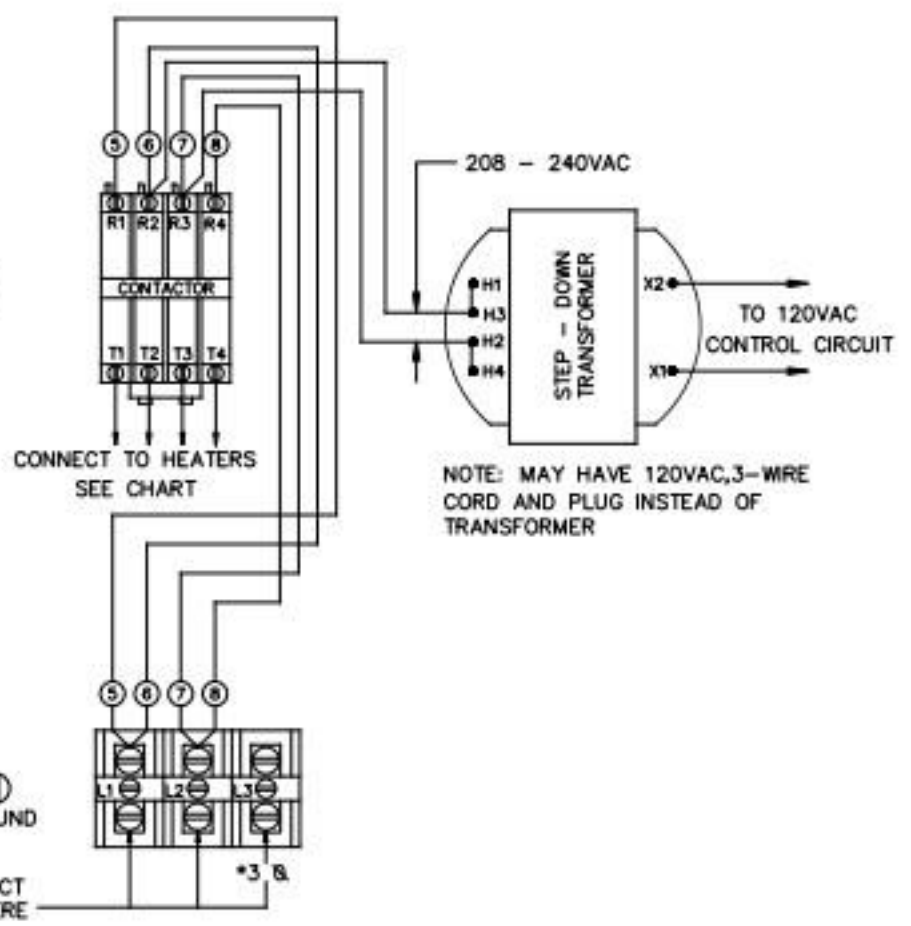 5 6 7 8
208 - 240VAC
R1 R2 R3 R4
CONTACTOR
T1 T2 T3 T4
CONNECT TO HEATERS
SEE CHART
H1
H3
H2
H4
STEP - DOWN
TRANSFORMER
X2
X1
TO 120VAC
CONTROL CIRCUIT
NOTE: MAY HAVE 120VAC,3-WIRE
CORD AND PLUG INSTEAD OF
TRANSFORMER
5 6 7 8
L1 L2 L3
UND
*3
CT
RE